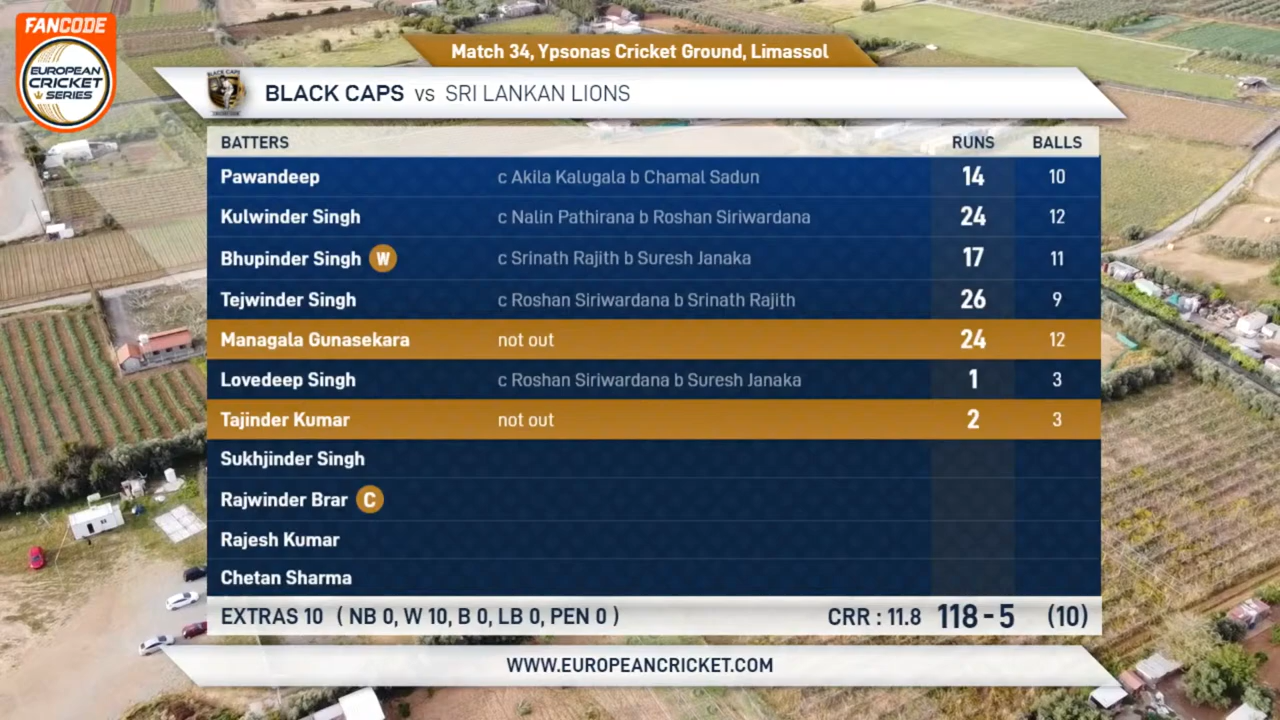 FANCODE
EUROPEAN
CRICKET
SERIES
Match 34, Ypsonas Cricket Ground, Limassol
BLACK CAPS vs SRI LANKAN LIONS
BATTERS RUNS BALLS
Pawandeep c Akila Kalugala b Chamal Sadun 14 10
Kulwinder Singh c Nalin Pathirana b Roshan Siriwardana 24 12
Bhupinder Singh W c Srinath Rajith b Suresh Janaka 17 11
Tejwinder Singh c Roshan Siriwardana b Srinath Rajith 26 9
Managala Gunasekara not out 24 12
Lovedeep Singh c Roshan Siriwardana b Suresh Janaka 1 3
Tajinder Kumar not out 2 3
Sukhjinder Singh
Rajwinder Brar C
Rajesh Kumar
Chetan Sharma
EXTRAS 10 ( NB 0, W 10, B 0, LB 0, PEN 0 ) CRR : 11.8 118 - 5 (10)
WWW.EUROPEANCRICKET.COM